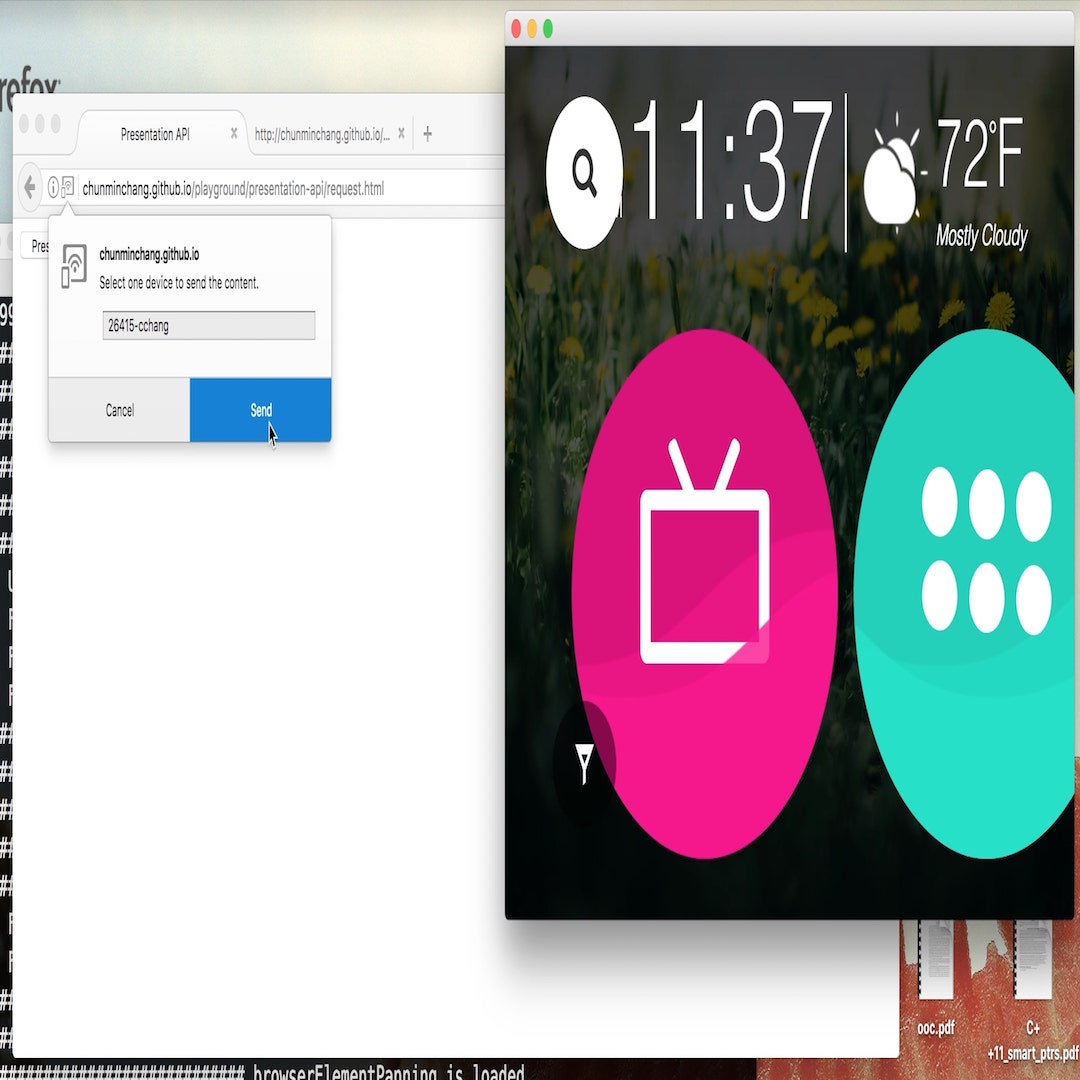 Presentation API
http://chunminchang.github.io/...
chunminchang.github.io/playground/presentation-api/request.html
chunminchang.github.io
Select one device to send the content.
26415-cchang
Cancel
Send
11:37
72°F
Mostly Cloudy
ooc.pdf
C+
+11_smart_ptrs.pdf
########################## browserElementPanning is loaded